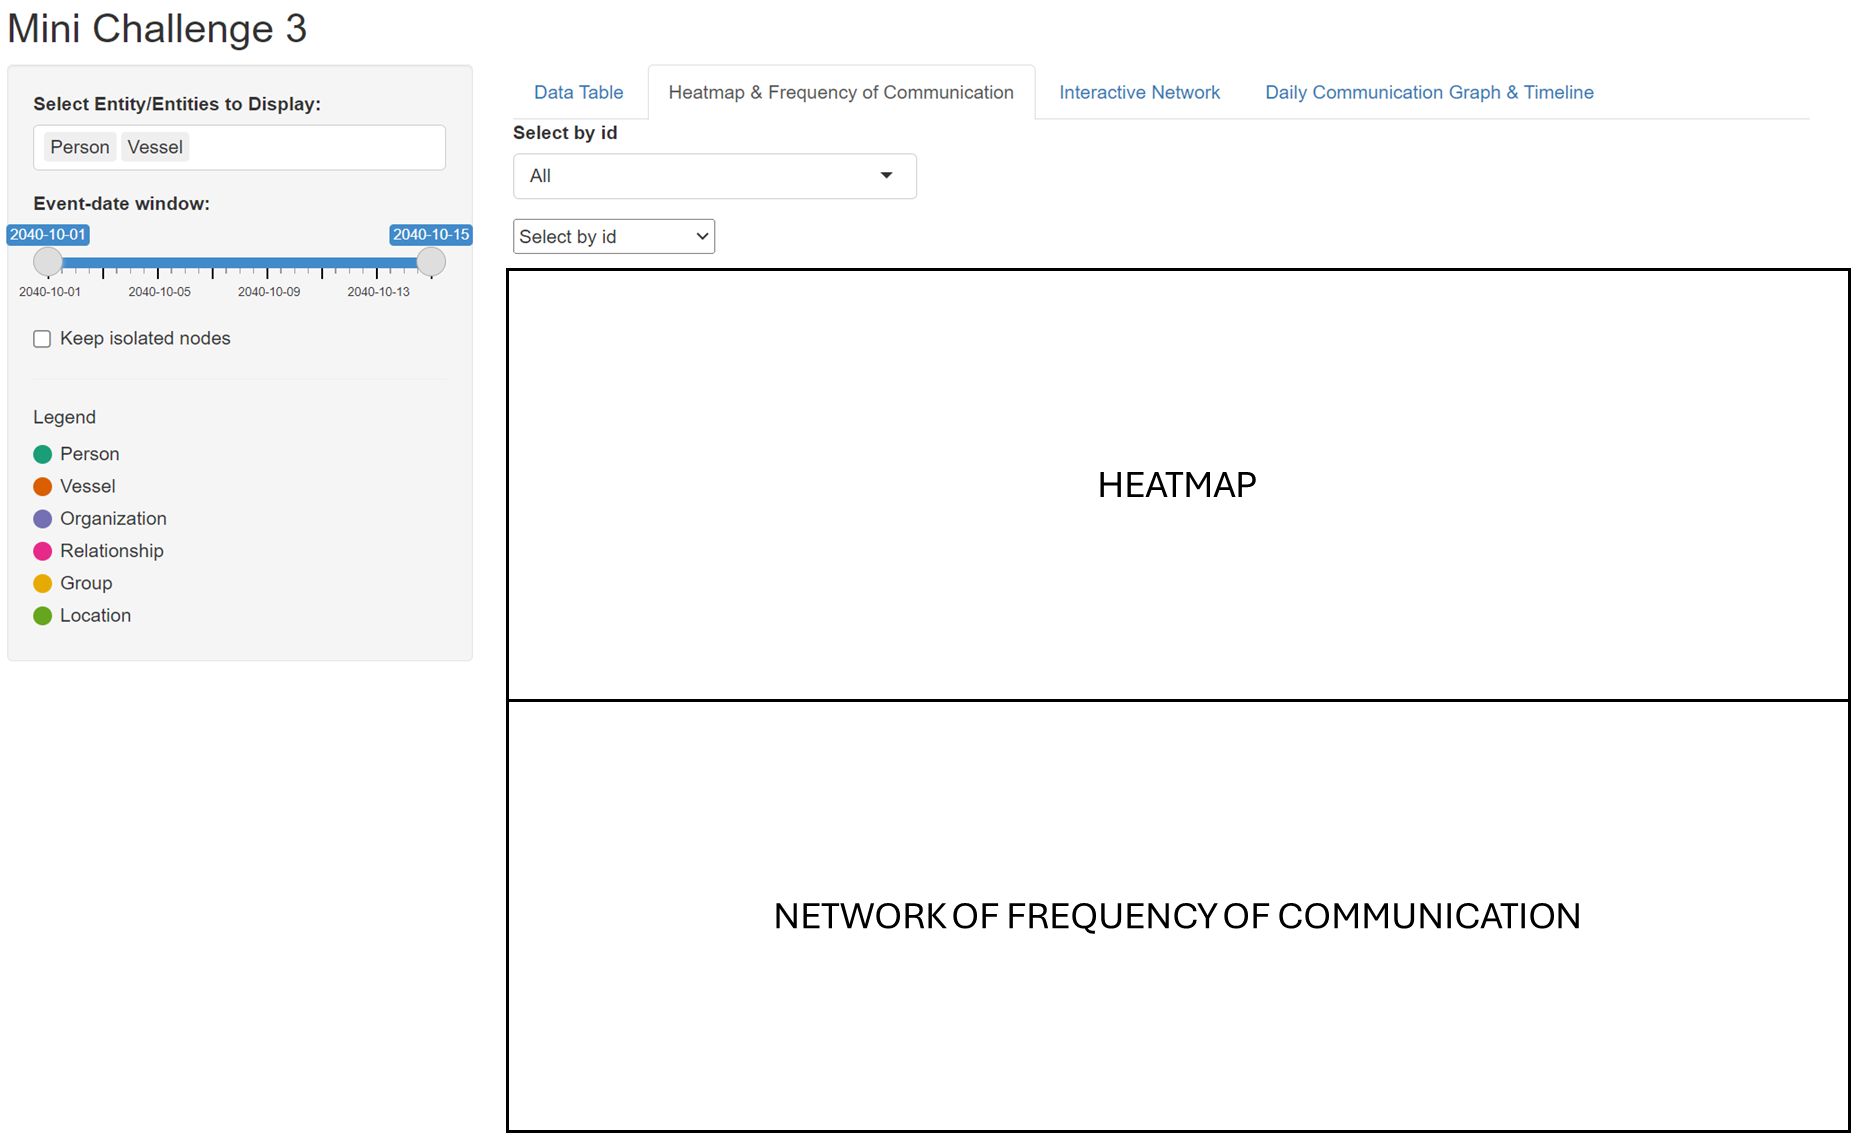 Mini Challenge 3
Select Entity/Entities to Display:
Person Vessel
Event-date window:
2040-10-01 2040-10-15
2040-10-01 2040-10-05 2040-10-09 2040-10-13
Keep isolated nodes
Legend
Person
Vessel
Organization
Relationship
Group
Location
Data Table Heatmap & Frequency of Communication Interactive Network Daily Communication Graph & Timeline
Select by id
All
Select by id
HEATMAP
NETWORK OF FREQUENCY OF COMMUNICATION